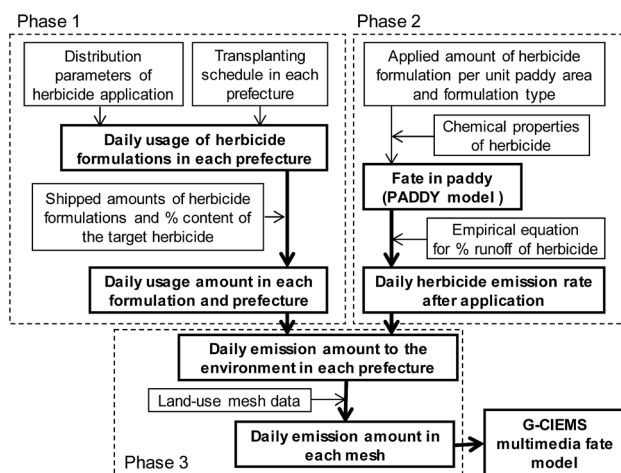 Phase 1
Distribution
parameters of
herbicide application
Transplanting
schedule in each
prefecture
Daily usage of herbicide
formulations in each prefecture
Shipped amounts of herbicide
formulations and % content of
the target herbicide
Daily usage amount in each
formulation and prefecture
Phase 2
Applied amount of herbicide
formulation per unit paddy area
and formulation type
Chemical properties
of herbicide
Fate in paddy
(PADDY model )
Empirical equation
for % runoff of herbicide
Daily herbicide emission rate
after application
Daily emission amount to the
environment in each prefecture
Land-use mesh data
Daily emission amount in
each mesh
Phase 3
G-CIEMS
multimedia fate
model